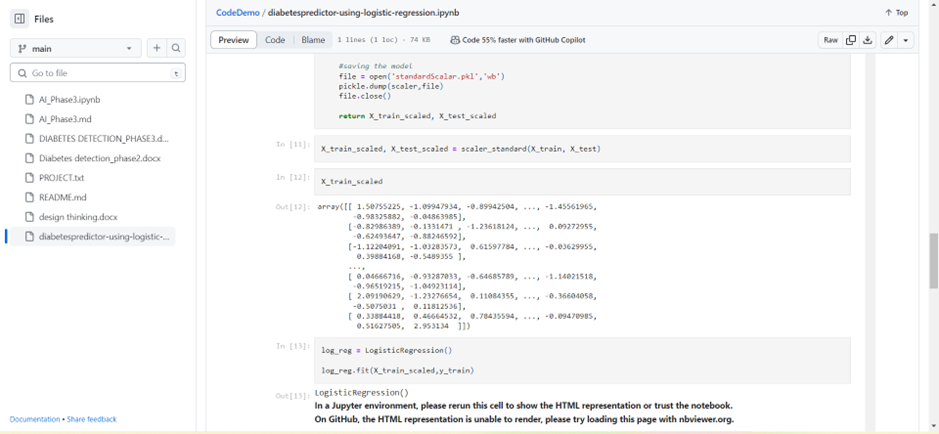 Files
main
Go to file
t
AI_Phase3.ipynb
AI_Phase3.md
DIABETES DETECTION_PHASE3.d...
Diabetes detection_phase2.docx
PROJECT.txt
README.md
design thinking.docx
diabetespredictor-using-logistic-...
Documentation • Share feedback
CodeDemo / diabetespredictor-using-logistic-regression.ipynb
Top
Preview Code Blame 1 lines (1 loc) · 74 KB Code 55% faster with GitHub Copilot Raw
#saving the model
file = open('standardScalar.pkl','wb')
pickle.dump(scaler,file)
file.close()
return X_train_scaled, X_test_scaled
In [11]: X_train_scaled, X_test_scaled = scaler_standard(X_train, X_test)
In [12]: X_train_scaled
Out[12]: array([[ 1.50755225, -1.09947934, -0.89942504, ..., -1.45561965,
-0.98325882, -0.04863985],
[-0.82986389, -0.1331471 , -1.23618124, ..., 0.09272955,
-0.62493647, -0.88246592],
[-1.12204091, -1.03283573, 0.61597784, ..., -0.03629955,
0.39884168, -0.5489355 ],
...,
[ 0.04666716, -0.93287033, -0.64685789, ..., -1.14021518,
-0.96519215, -1.04923114],
[ 2.09190629, -1.23276654, 0.11084355, ..., -0.36604058,
-0.5075031 , 0.11812536],
[ 0.33884418, 0.46664532, 0.78435594, ..., -0.09470985,
0.51627505, 2.953134 ]])
In [13]: log_reg = LogisticRegression()
log_reg.fit(X_train_scaled,y_train)
Out[13]: LogisticRegression()
In a Jupyter environment, please rerun this cell to show the HTML representation or trust the notebook.
On GitHub, the HTML representation is unable to render, please try loading this page with nbviewer.org.